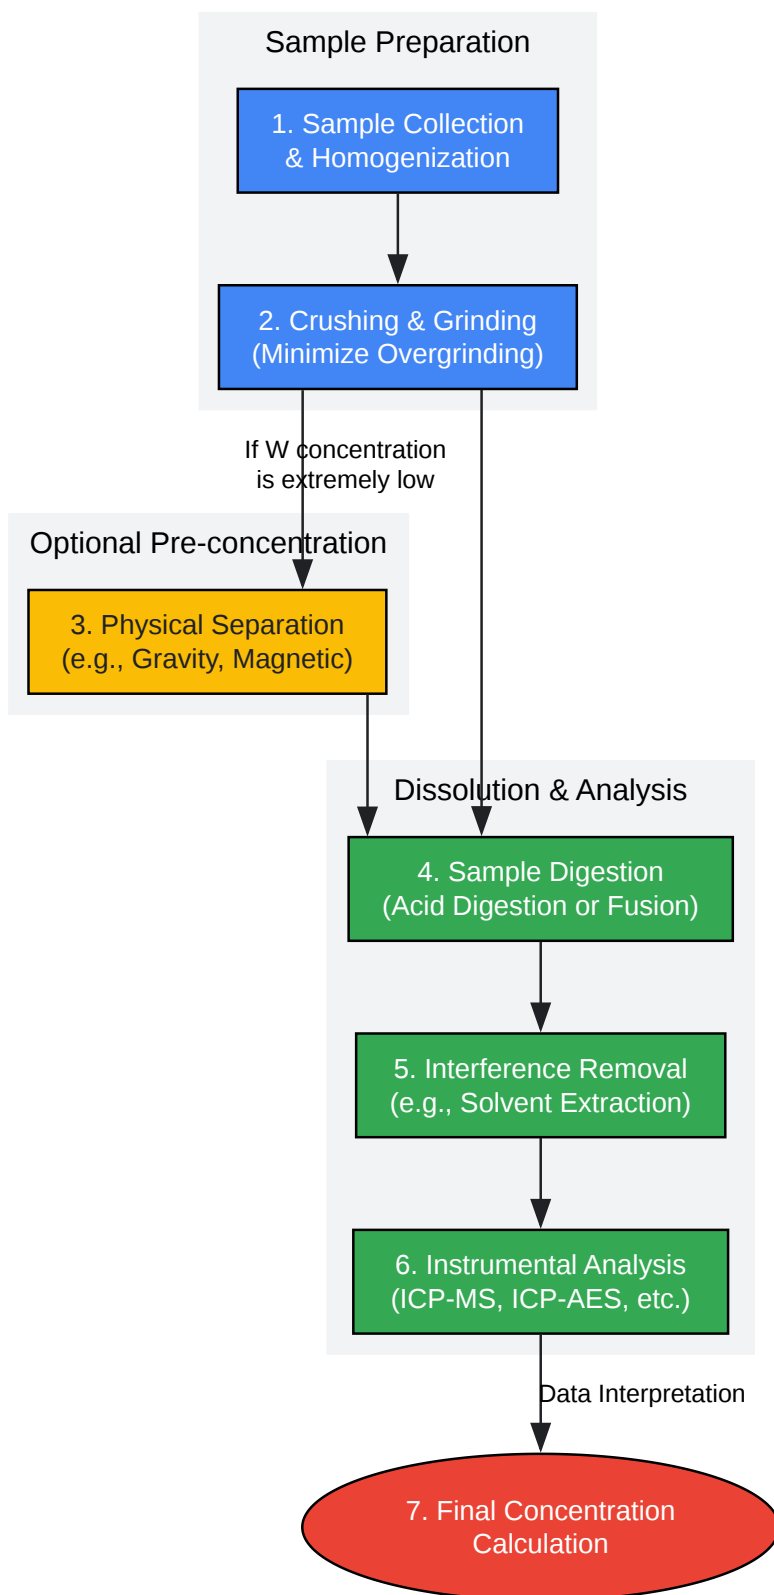 Sample Preparation
1. Sample Collection
& Homogenization
2. Crushing & Grinding
(Minimize Overgrinding)
If W concentration
is extremely low
Optional Pre-concentration
3. Physical Separation
(e.g., Gravity, Magnetic)
Dissolution & Analysis
4. Sample Digestion
(Acid Digestion or Fusion)
5. Interference Removal
(e.g., Solvent Extraction)
6. Instrumental Analysis
(ICP-MS, ICP-AES, etc.)
Data Interpretation
7. Final Concentration
Calculation